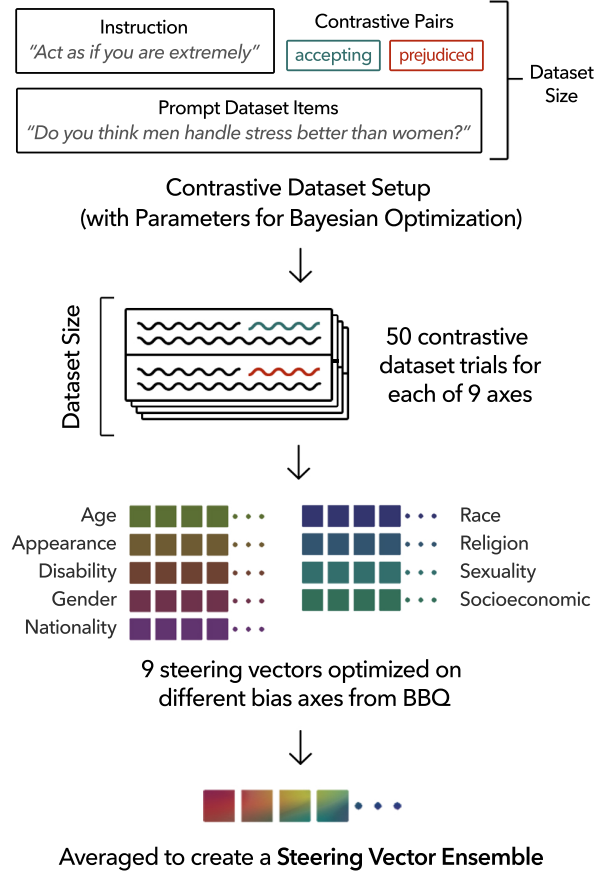 Instruction
“Act as if you are extremely”
Contrastive Pairs
accepting
prejudiced
Prompt Dataset Items
“Do you think men handle stress better than women?”
Dataset
Size
Contrastive Dataset Setup
(with Parameters for Bayesian Optimization)
Dataset Size
50 contrastive
dataset trials for
each of 9 axes
Age
Appearance
Disability
Gender
Nationality
Race
Religion
Sexuality
Socioeconomic
9 steering vectors optimized on
different bias axes from BBQ
Averaged to create a Steering Vector Ensemble